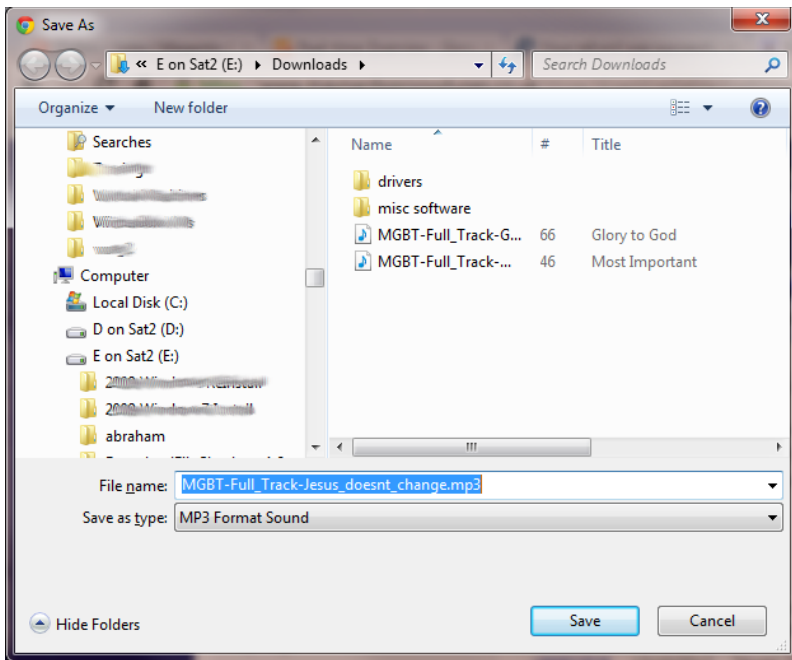 Save As
« E on Sat2 (E:) Downloads
Search Downloads
Organize
New folder
Searches
Computer
Local Disk (C:)
D on Sat2 (D:)
E on Sat2 (E:)
abraham
Name # Title
drivers
misc software
MGBT-Full_Track-G... 66 Glory to God
MGBT-Full_Track-... 46 Most Important
File name: MGBT-Full_Track-Jesus_doesnt_change.mp3
Save as type: MP3 Format Sound
Hide Folders
Save
Cancel